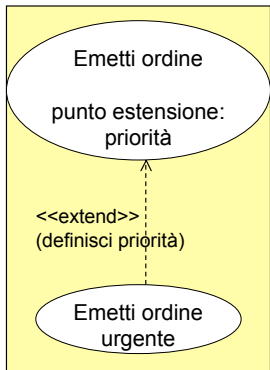 Emetti ordine
punto estensione:
priorità
<<extend>>
(definisci priorità)
Emetti ordine
urgente